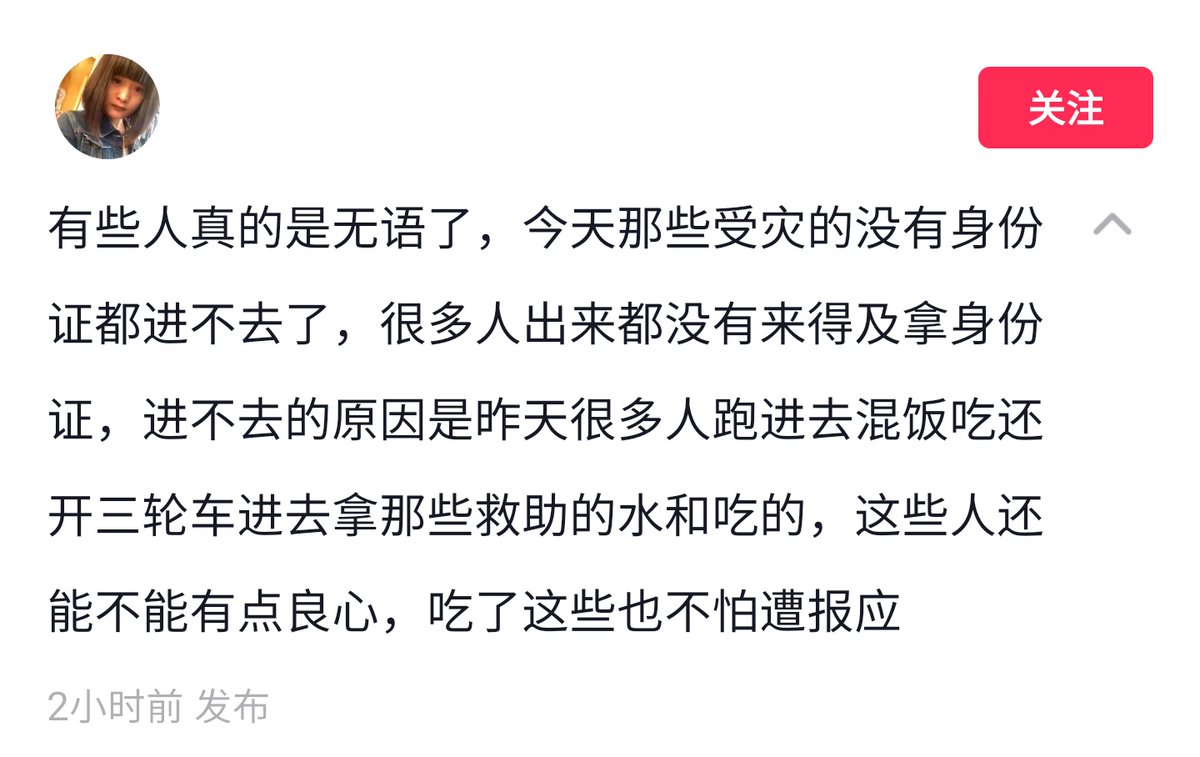 关注
有些人真的是无语了，今天那些受灾的没有身份
证都进不去了，很多人出来都没有来得及拿身份
证，进不去的原因是昨天很多人跑进去混饭吃还
开三轮车进去拿那些救助的水和吃的，这些人还
能不能有点良心，吃了这些也不怕遭报应
2小时前 发布